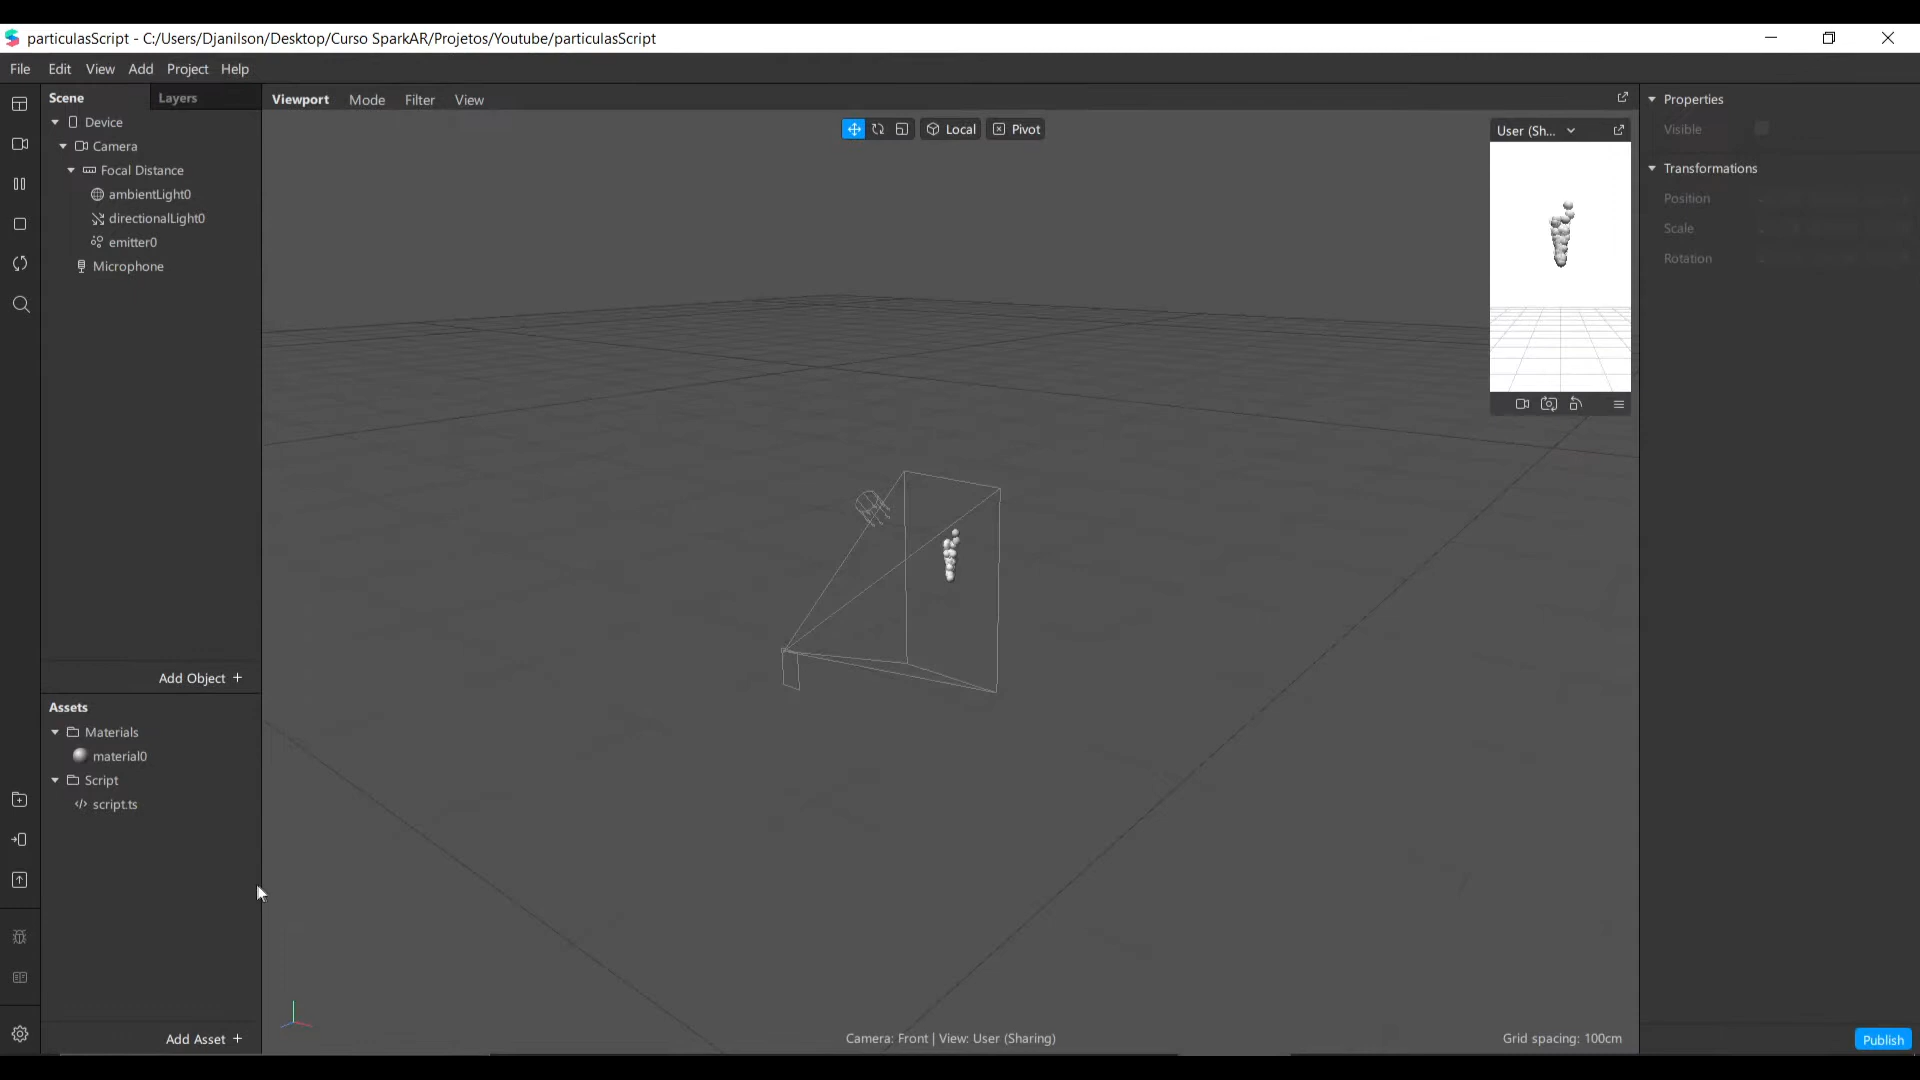 particulasScript - C:/Users/Djanilson/Desktop/Curso SparkAR/Projetos/Youtube/particulasScript
File Edit View Add Project Help
Scene Layers
Device
Camera
Focal Distance
ambientLight0
directionalLight0
emitter0
Microphone
Add Object +
Assets
Materials
material0
Script
script.ts
Add Asset +
Viewport Mode Filter View
Local Pivot
User (Sh...
Camera: Front | View: User (Sharing)
Grid spacing: 100cm
Properties
Visible
Transformations
Position
Scale
Rotation
Publish